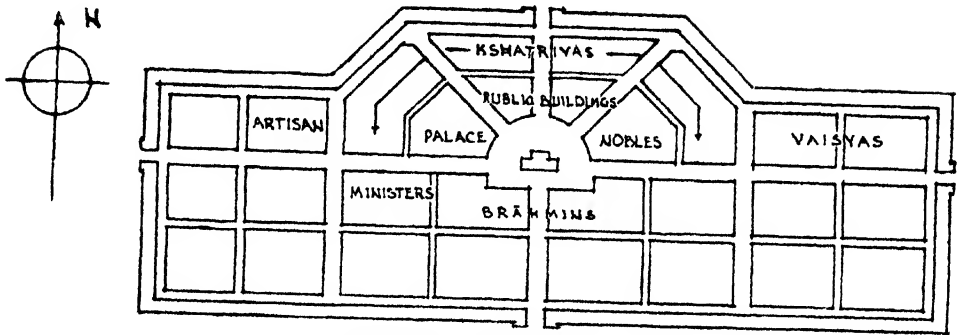 N
KSHATRIYAS
PUBLIC BUILDINGS
ARTISAN
PALACE
NOBLES
VAISYAS
MINISTERS
BRĀHMINS